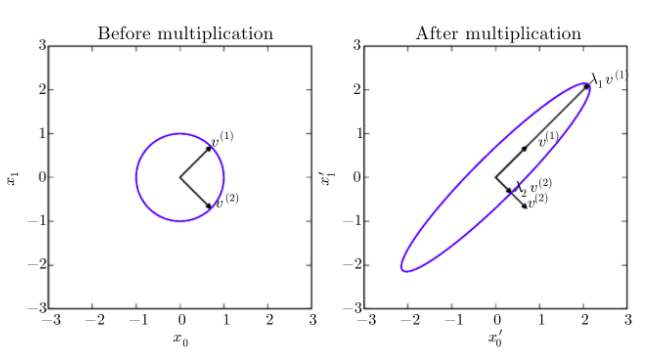 Before multiplication
3
2
1
0
−1
−2
−3
−3 −2 −1 0 1 2 3
x₁
x₀
v⁽¹⁾
v⁽²⁾
After multiplication
3
2
1
0
−1
−2
−3
−3 −2 −1 0 1 2 3
x₁′
x₀′
λ₁ v⁽¹⁾
v⁽¹⁾
λ₂ v⁽²⁾
v⁽²⁾